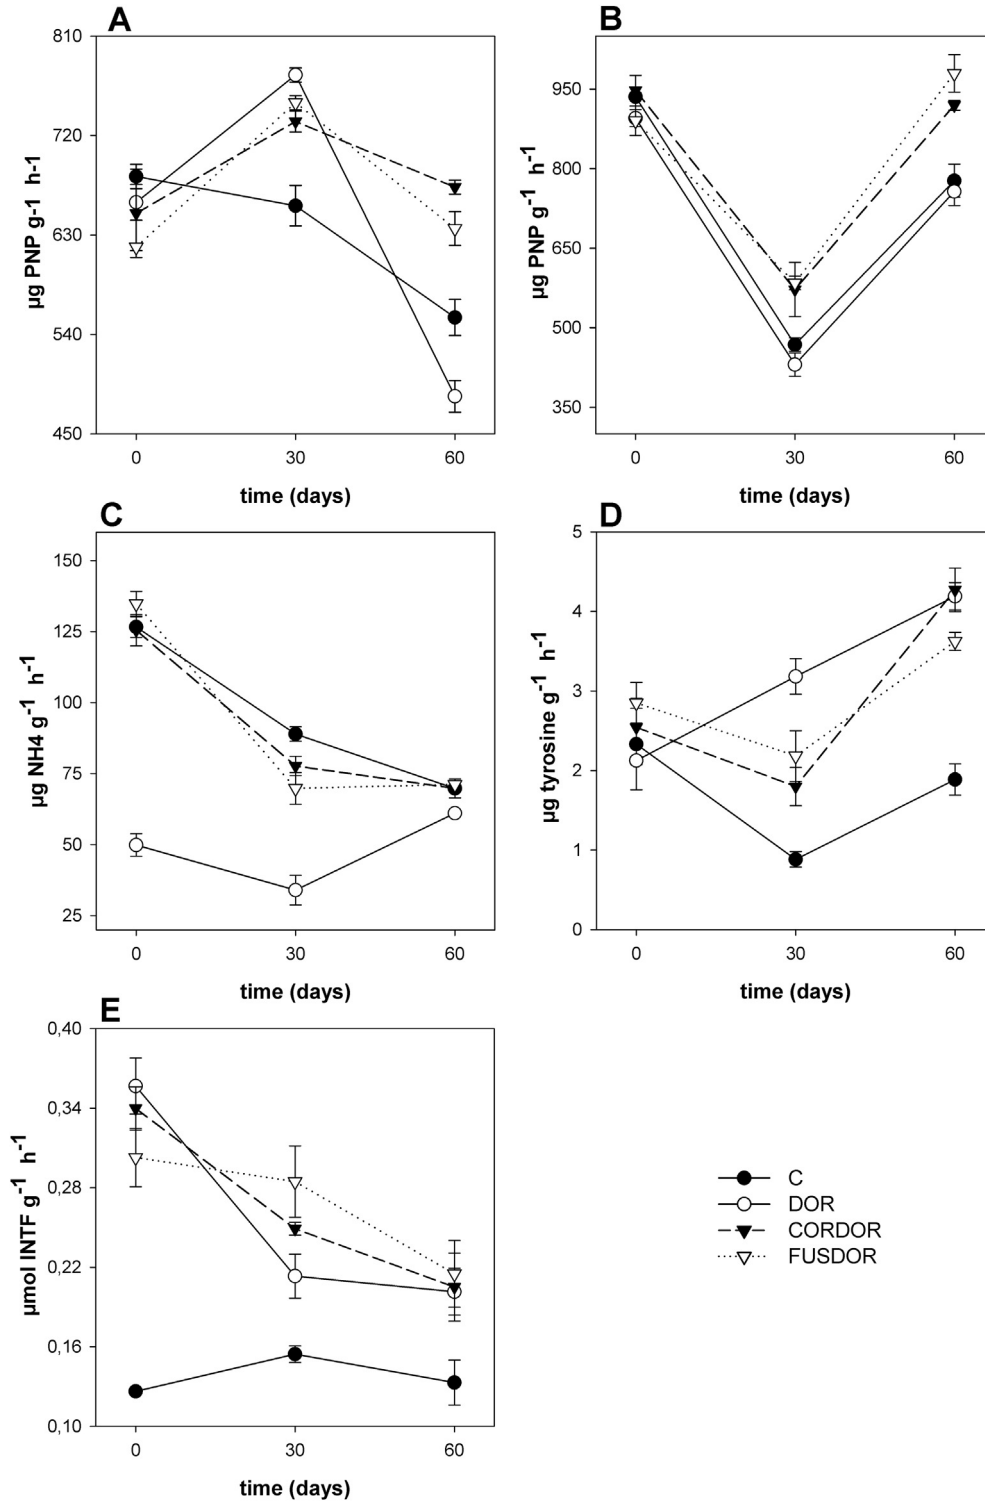 A
810
720
630
540
450
µg PNP g-1 h-1
0 30 60
time (days)
B
950
800
650
500
350
µg PNP g⁻¹ h⁻¹
0 30 60
time (days)
C
150
125
100
75
50
25
µg NH4 g⁻¹ h⁻¹
0 30 60
time (days)
D
5
4
3
2
1
0
µg tyrosine g⁻¹ h⁻¹
0 30 60
time (days)
E
0,40
0,34
0,28
0,22
0,16
0,10
µmol INTF g⁻¹ h⁻¹
0 30 60
time (days)
C
DOR
CORDOR
FUSDOR